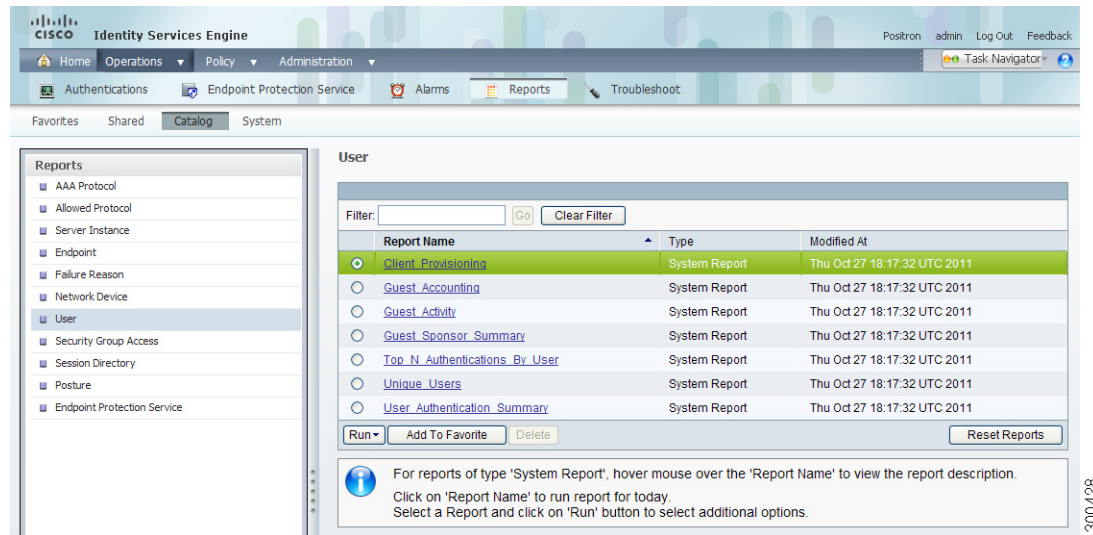 CISCO Identity Services Engine
Positron admin Log Out Feedback
Home Operations Policy Administration
Task Navigator ?
Authentications Endpoint Protection Service Alarms Reports Troubleshoot
Favorites Shared Catalog System
Reports
AAA Protocol
Allowed Protocol
Server Instance
Endpoint
Failure Reason
Network Device
User
Security Group Access
Session Directory
Posture
Endpoint Protection Service
User
Filter: Go Clear Filter
Report Name Type Modified At
Client_Provisioning System Report Thu Oct 27 18:17:32 UTC 2011
Guest_Accounting System Report Thu Oct 27 18:17:32 UTC 2011
Guest_Activity System Report Thu Oct 27 18:17:32 UTC 2011
Guest_Sponsor_Summary System Report Thu Oct 27 18:17:32 UTC 2011
Top_N_Authentications_By_User System Report Thu Oct 27 18:17:32 UTC 2011
Unique_Users System Report Thu Oct 27 18:17:32 UTC 2011
User_Authentication_Summary System Report Thu Oct 27 18:17:32 UTC 2011
Run Add To Favorite Delete Reset Reports
For reports of type 'System Report', hover mouse over the 'Report Name' to view the report description.
Click on 'Report Name' to run report for today.
Select a Report and click on 'Run' button to select additional options.
300428